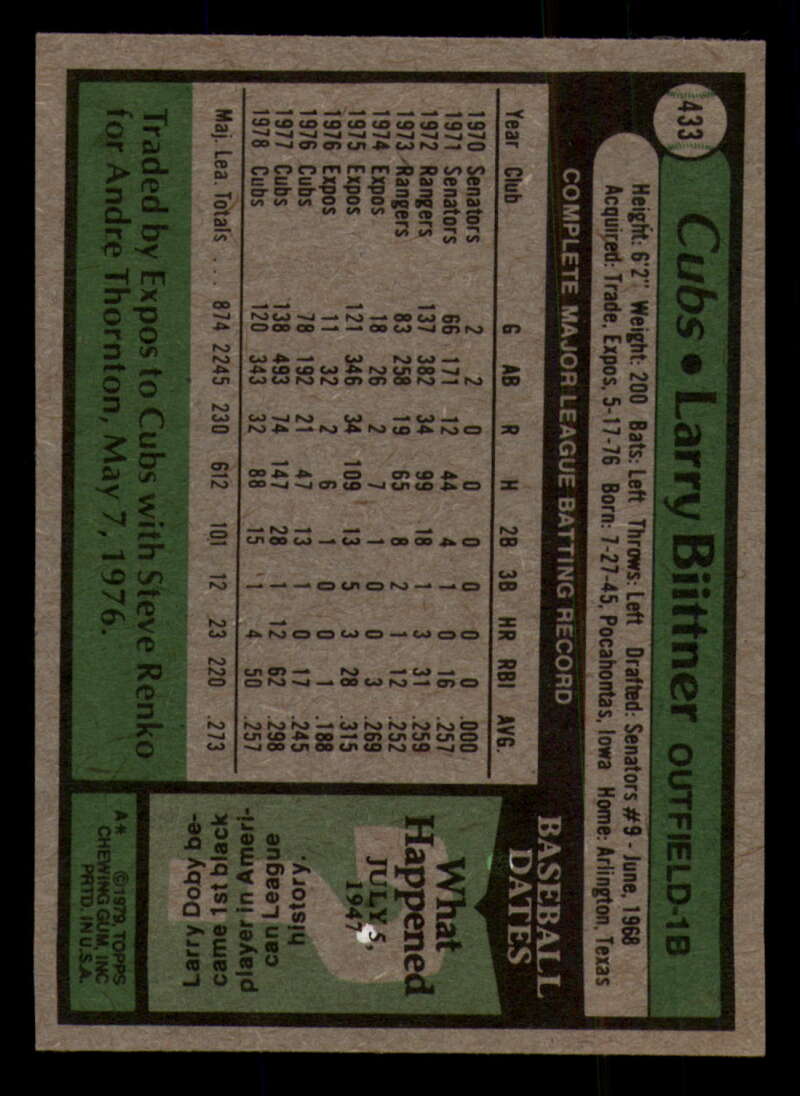 433
Cubs • Larry Biittner OUTFIELD-1B
Height: 6'2" Weight: 200 Bats: Left Throws: Left Drafted: Senators #9 - June, 1968
Acquired: Trade, Expos, 5-17-76 Born: 7-27-45, Pocahontas, Iowa Home: Arlington, Texas
COMPLETE MAJOR LEAGUE BATTING RECORD
Year Club G AB R H 2B 3B HR RBI AVG.
1970 Senators 2 2 0 0 0 0 0 0 .000
1971 Senators 66 171 12 44 4 1 0 16 .257
1972 Rangers 137 382 34 99 18 1 3 31 .259
1973 Rangers 83 258 19 65 8 2 1 12 .252
1974 Expos 18 26 2 7 1 0 0 3 .269
1975 Expos 121 346 34 109 13 5 3 28 .315
1976 Expos 11 32 2 6 1 0 0 1 .188
1976 Cubs 78 192 21 47 13 1 0 17 .245
1977 Cubs 138 493 74 147 28 1 12 62 .298
1978 Cubs 120 343 32 88 15 1 4 50 .257
Maj. Lea. Totals ... 874 2245 230 612 101 12 23 220 .273
Traded by Expos to Cubs with Steve Renko
for Andre Thornton, May 7, 1976.
BASEBALL
DATES
What
Happened
JULY 5,
1947
Larry Doby be-
came 1st black
player in Ameri-
can League
history.
A* ©1979 TOPPS
CHEWING GUM, INC
PRTD. IN U.S.A.